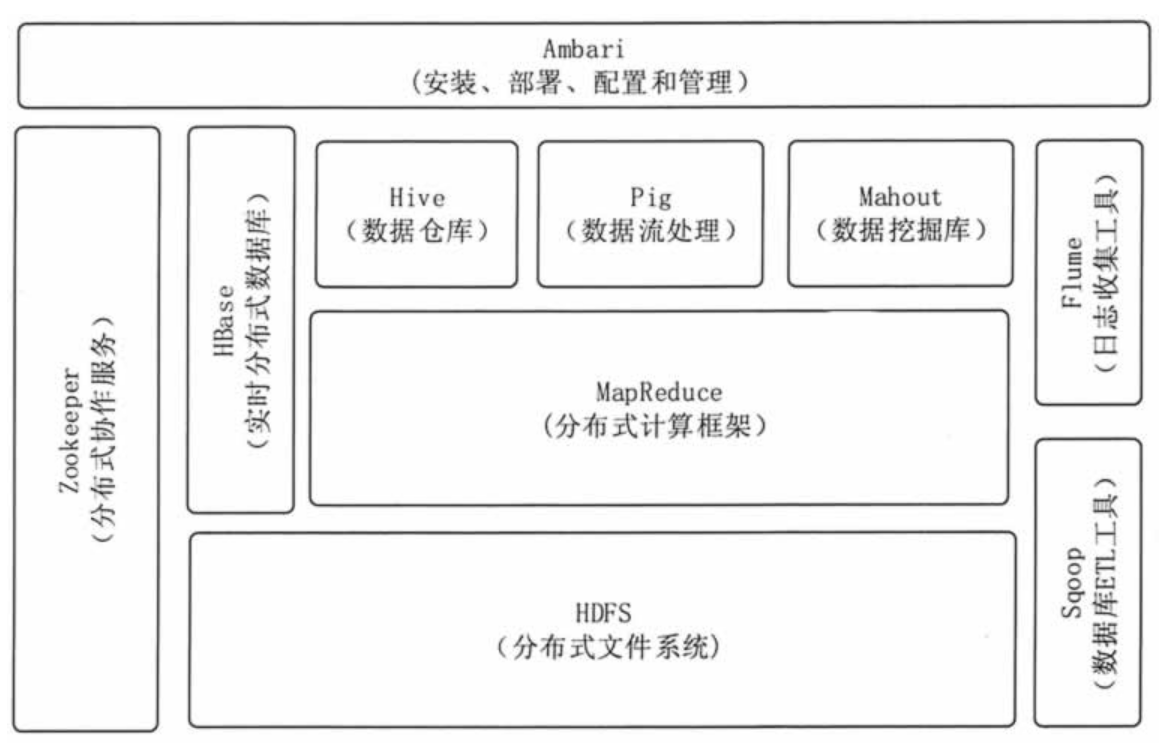 Ambari
(安装、部署、配置和管理)
Zookeeper
(分布式协作服务)
HBase
(实时分布式数据库)
Hive
(数据仓库)
Pig
(数据流处理)
Mahout
(数据挖掘库)
Flume
(日志收集工具)
MapReduce
(分布式计算框架)
Sqoop
(数据库ETL工具)
HDFS
(分布式文件系统)